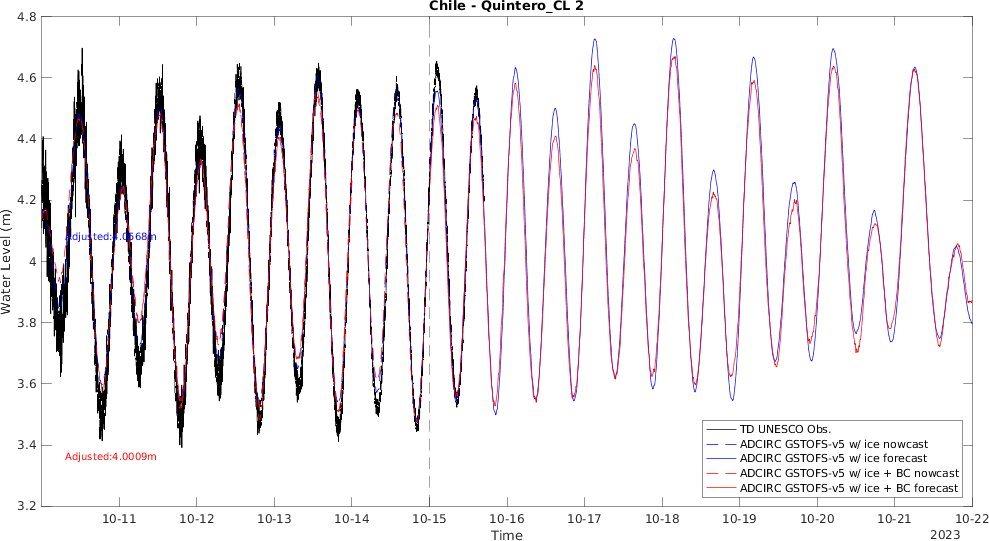 Chile - Quintero_CL 2
4.8
4.6
4.4
4.2
4
3.8
3.6
3.4
3.2
Water Level (m)
Adjusted:4.0568m
Adjusted:4.0009m
TD UNESCO Obs.
ADCIRC GSTOFS-v5 w/ ice nowcast
ADCIRC GSTOFS-v5 w/ ice forecast
ADCIRC GSTOFS-v5 w/ ice + BC nowcast
ADCIRC GSTOFS-v5 w/ ice + BC forecast
10-11 10-12 10-13 10-14 10-15 10-16 10-17 10-18 10-19 10-20 10-21 10-22
Time
2023